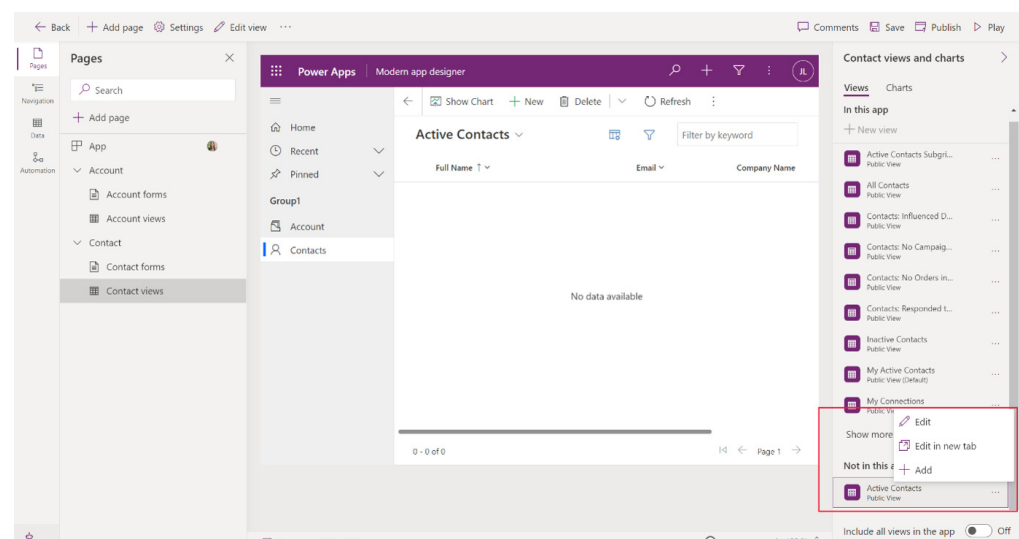 Back
Add page
Settings
Edit view
Comments
Save
Publish
Play
Pages
Navigation
Data
Automation
Pages
Search
Add page
App
Account
Account forms
Account views
Contact
Contact forms
Contact views
Power Apps
Modern app designer
JL
Show Chart
New
Delete
Refresh
Home
Recent
Pinned
Group1
Account
Contacts
Active Contacts
Filter by keyword
Full Name
Email
Company Name
No data available
0 - 0 of 0
Page 1
Contact views and charts
Views
Charts
In this app
New view
Active Contacts Subgri...
Public View
All Contacts
Public View
Contacts: Influenced D...
Public View
Contacts: No Campaig...
Public View
Contacts: No Orders in...
Public View
Contacts: Responded t...
Public View
Inactive Contacts
Public View
My Active Contacts
Public View (Default)
My Connections
Edit
Show more
Edit in new tab
Not in this
Add
Active Contacts
Public View
Include all views in the app
Off